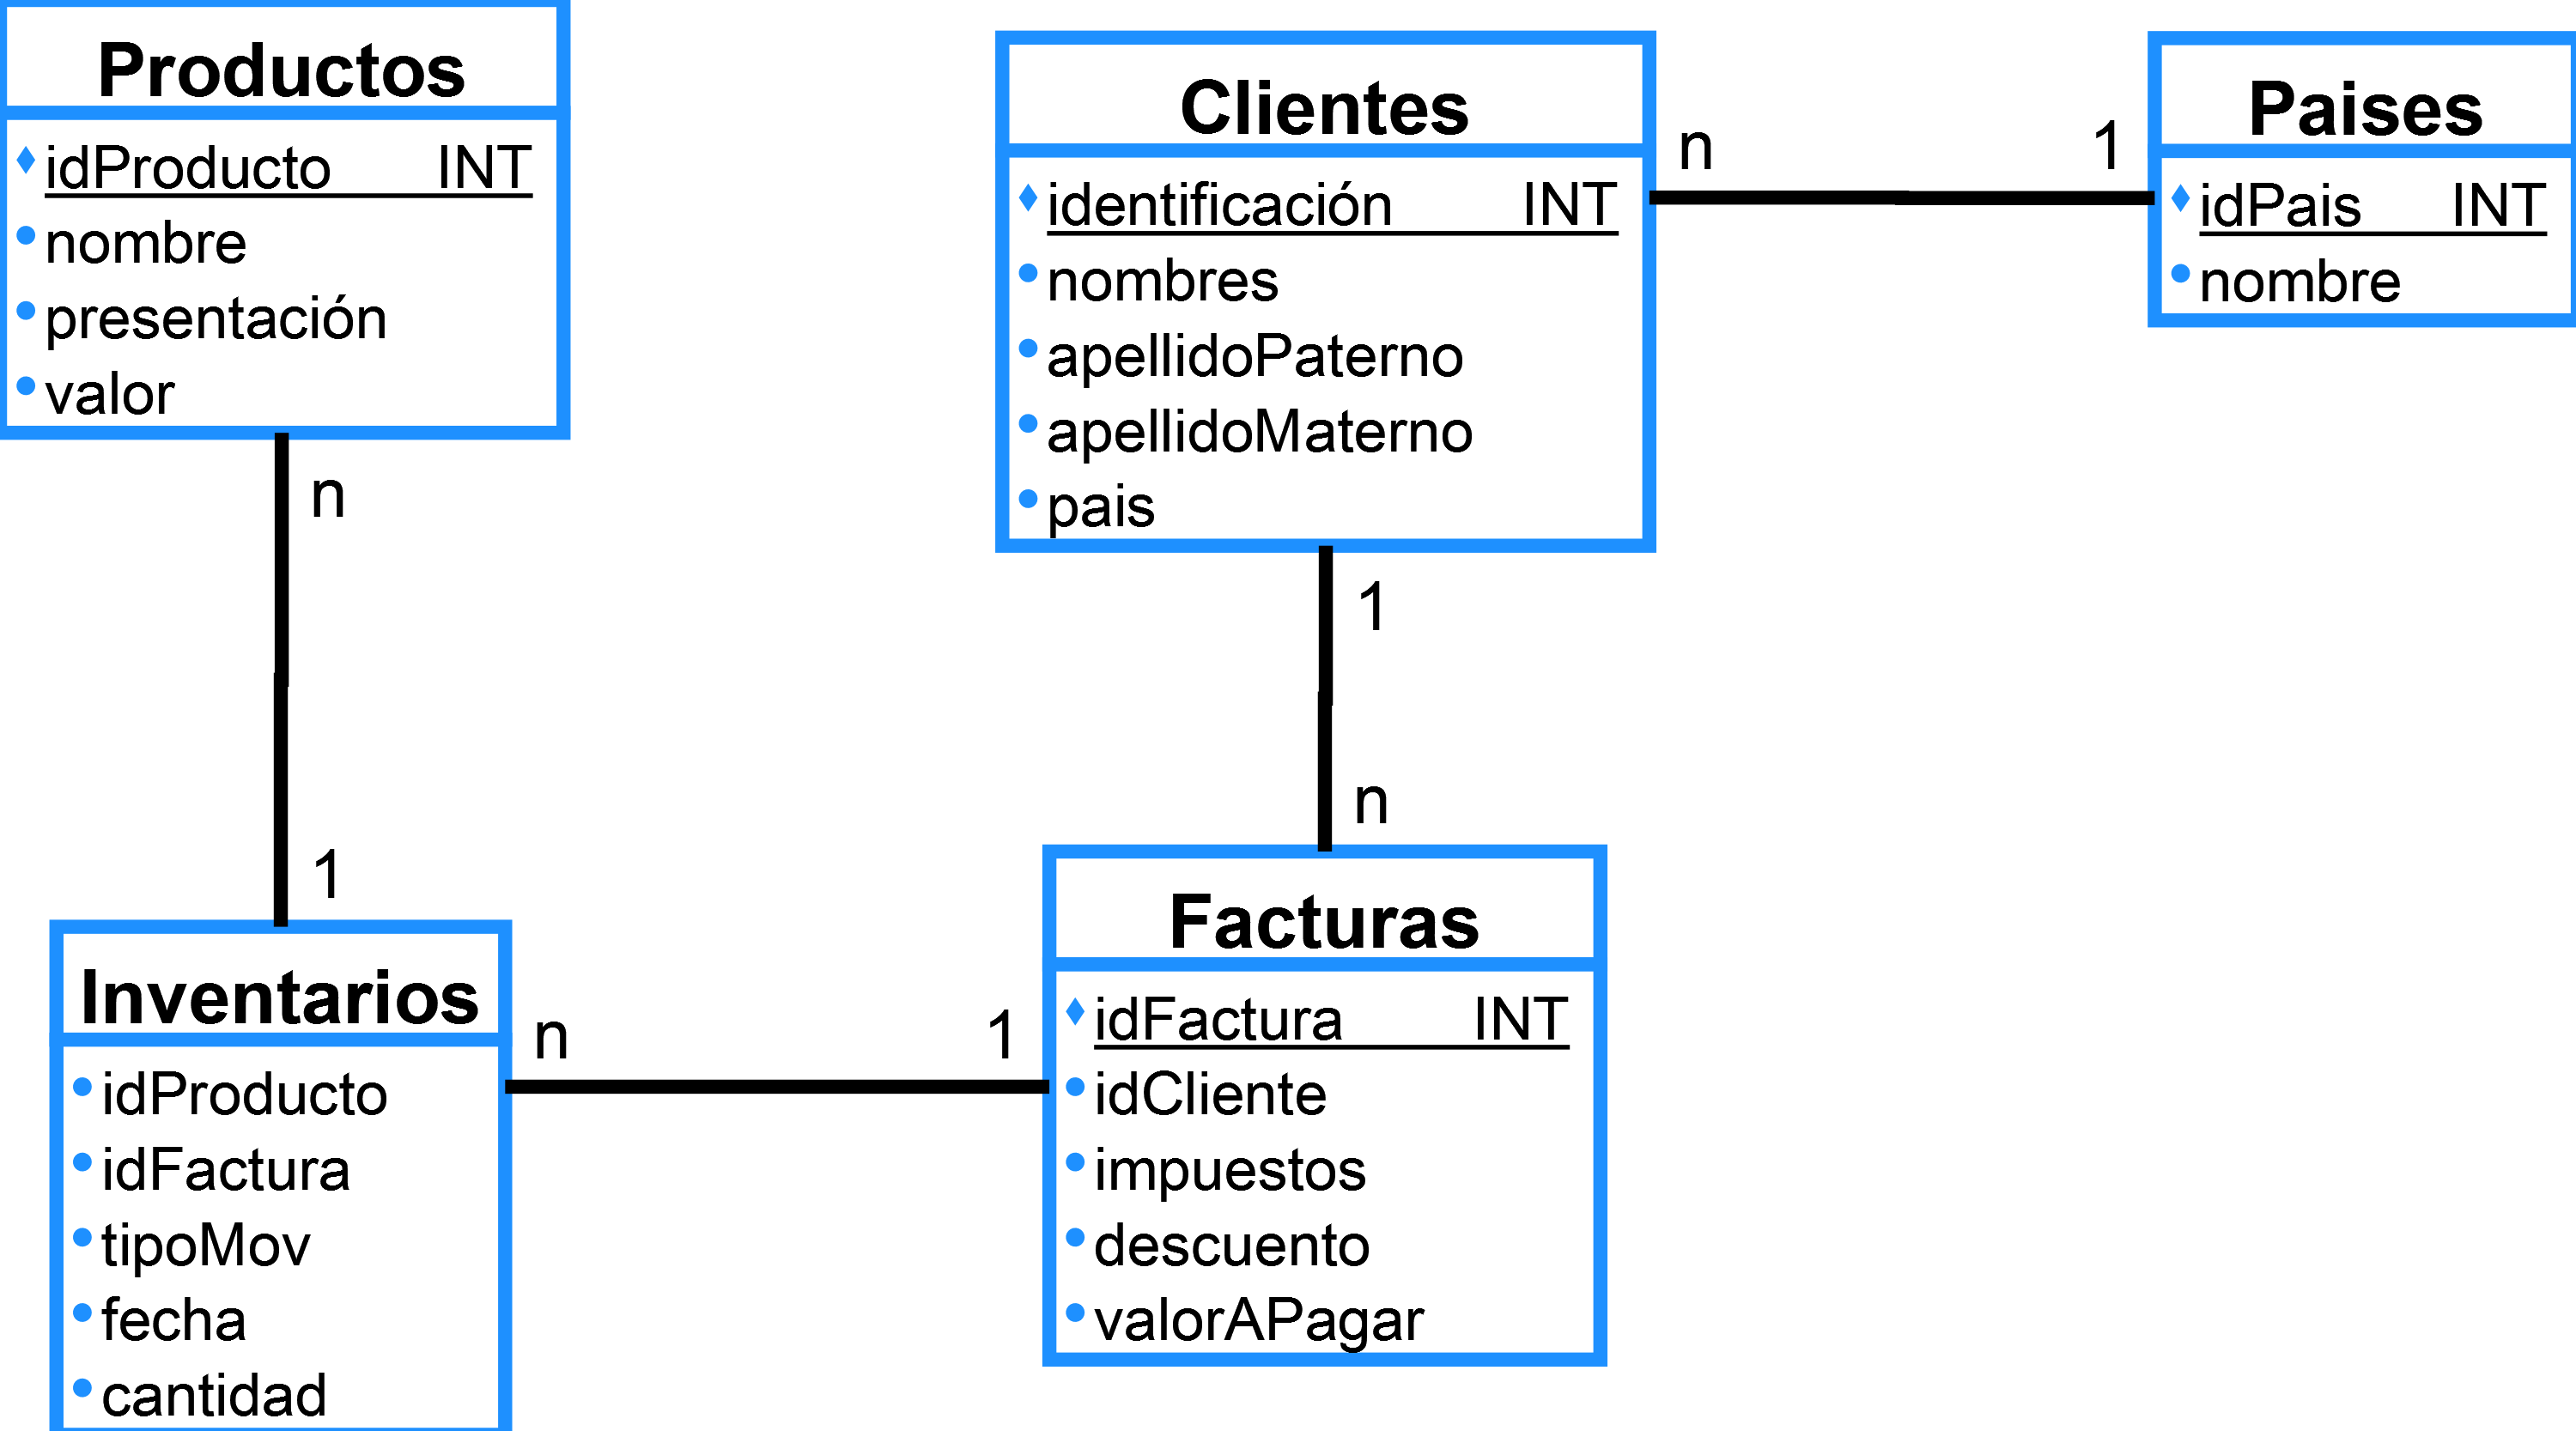 Productos
idProducto INT
nombre
presentación
valor
n
1
Clientes
identificación INT
nombres
apellidoPaterno
apellidoMaterno
pais
n
1
Paises
idPais INT
nombre
1
n
Inventarios
idProducto
idFactura
tipoMov
fecha
cantidad
n
1
Facturas
idFactura INT
idCliente
impuestos
descuento
valorAPagar